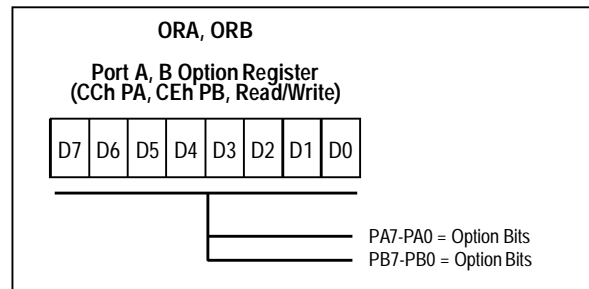 ORA, ORB
Port A, B Option Register
(CCh PA, CEh PB, Read/Write)
D7 D6 D5 D4 D3 D2 D1 D0
PA7-PA0 = Option Bits
PB7-PB0 = Option Bits